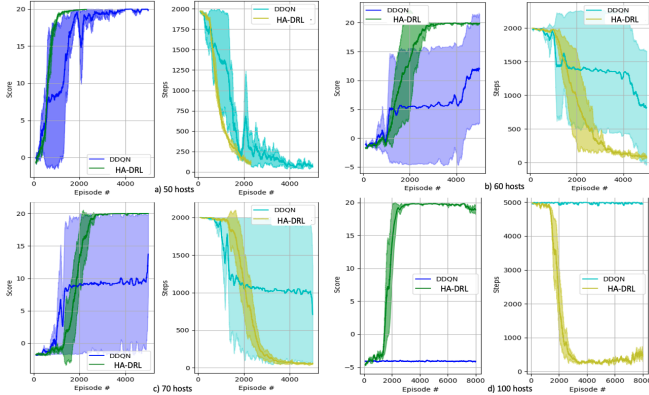 20
15
10
5
0
Score
DDQN
HA-DRL
0 2000 4000
Episode #
2000
1750
1500
1250
1000
750
500
250
0
Steps
DDQN
HA-DRL
0 2000 4000
Episode #
a) 50 hosts
20
15
10
5
0
−5
Score
DDQN
HA-DRL
0 2000 4000
Episode #
2000
1750
1500
1250
1000
750
500
250
0
Steps
DDQN
HA-DRL
0 2000 4000
Episode #
b) 60 hosts
20
15
10
5
0
Score
DDQN
HA-DRL
0 2000 4000
Episode #
2000
1500
1000
500
0
Steps
DDQN
HA-DRL
0 2000 4000
Episode #
c) 70 hosts
20
15
10
5
0
−5
Score
DDQN
HA-DRL
0 2000 4000 6000 8000
Episode #
5000
4000
3000
2000
1000
0
Steps
DDQN
HA-DRL
0 2000 4000 6000 8000
Episode #
d) 100 hosts